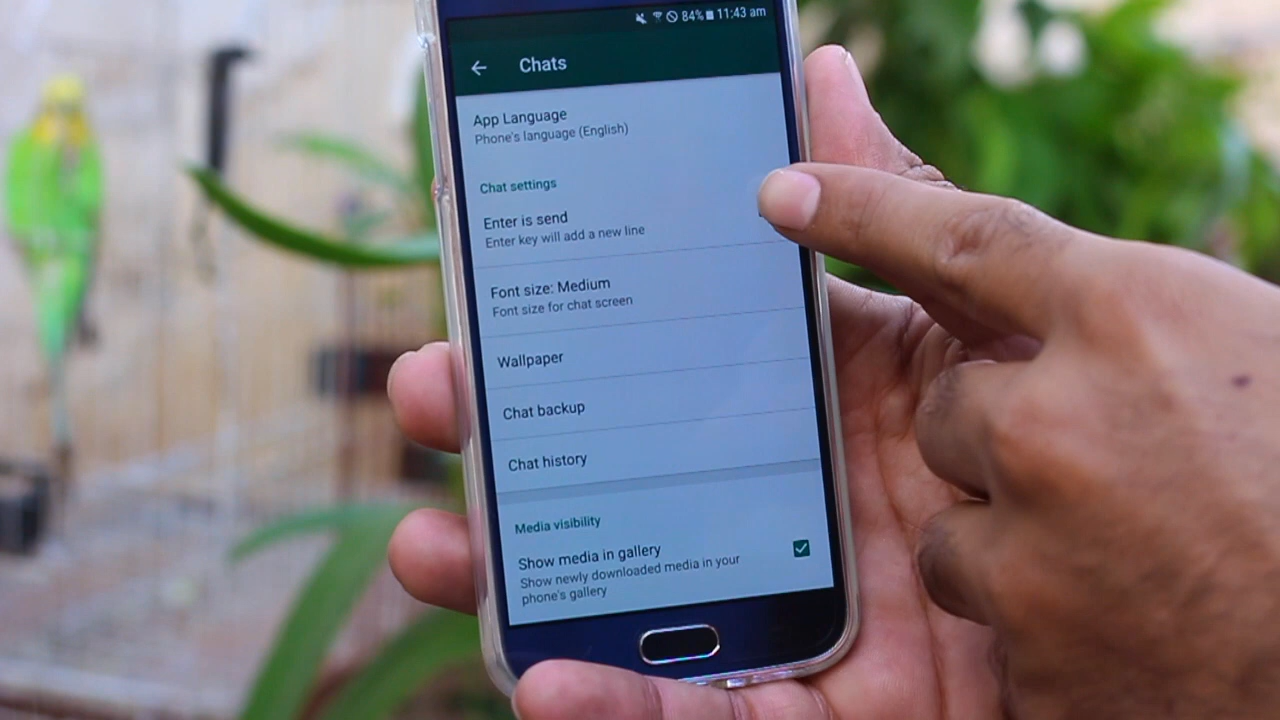 84% 11:43 am
Chats
App Language
Phone's language (English)
Chat settings
Enter is send
Enter key will add a new line
Font size: Medium
Font size for chat screen
Wallpaper
Chat backup
Chat history
Media visibility
Show media in gallery
Show newly downloaded media in your
phone's gallery